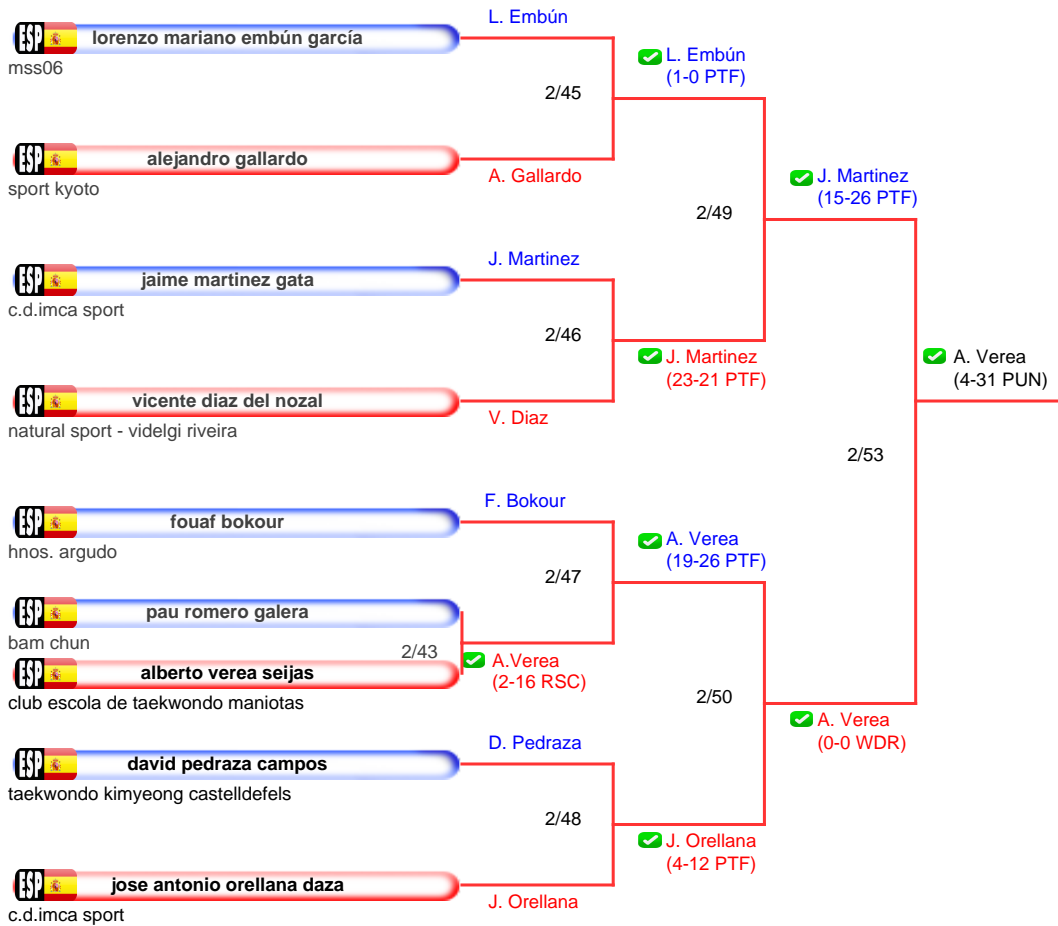 L. Embún
ESP lorenzo mariano embún garcía
mss06
L. Embún
(1-0 PTF)
2/45
ESP alejandro gallardo
A. Gallardo
sport kyoto
J. Martinez
(15-26 PTF)
2/49
J. Martinez
ESP jaime martinez gata
c.d.imca sport
2/46
J. Martinez
(23-21 PTF)
A. Verea
(4-31 PUN)
ESP vicente diaz del nozal
V. Diaz
natural sport - videlgi riveira
2/53
F. Bokour
ESP fouaf bokour
hnos. argudo
A. Verea
(19-26 PTF)
2/47
ESP pau romero galera
bam chun
2/43
A.Verea
(2-16 RSC)
ESP alberto verea seijas
club escola de taekwondo maniotas
2/50
A. Verea
(0-0 WDR)
D. Pedraza
ESP david pedraza campos
taekwondo kimyeong castelldefels
2/48
J. Orellana
(4-12 PTF)
ESP jose antonio orellana daza
J. Orellana
c.d.imca sport